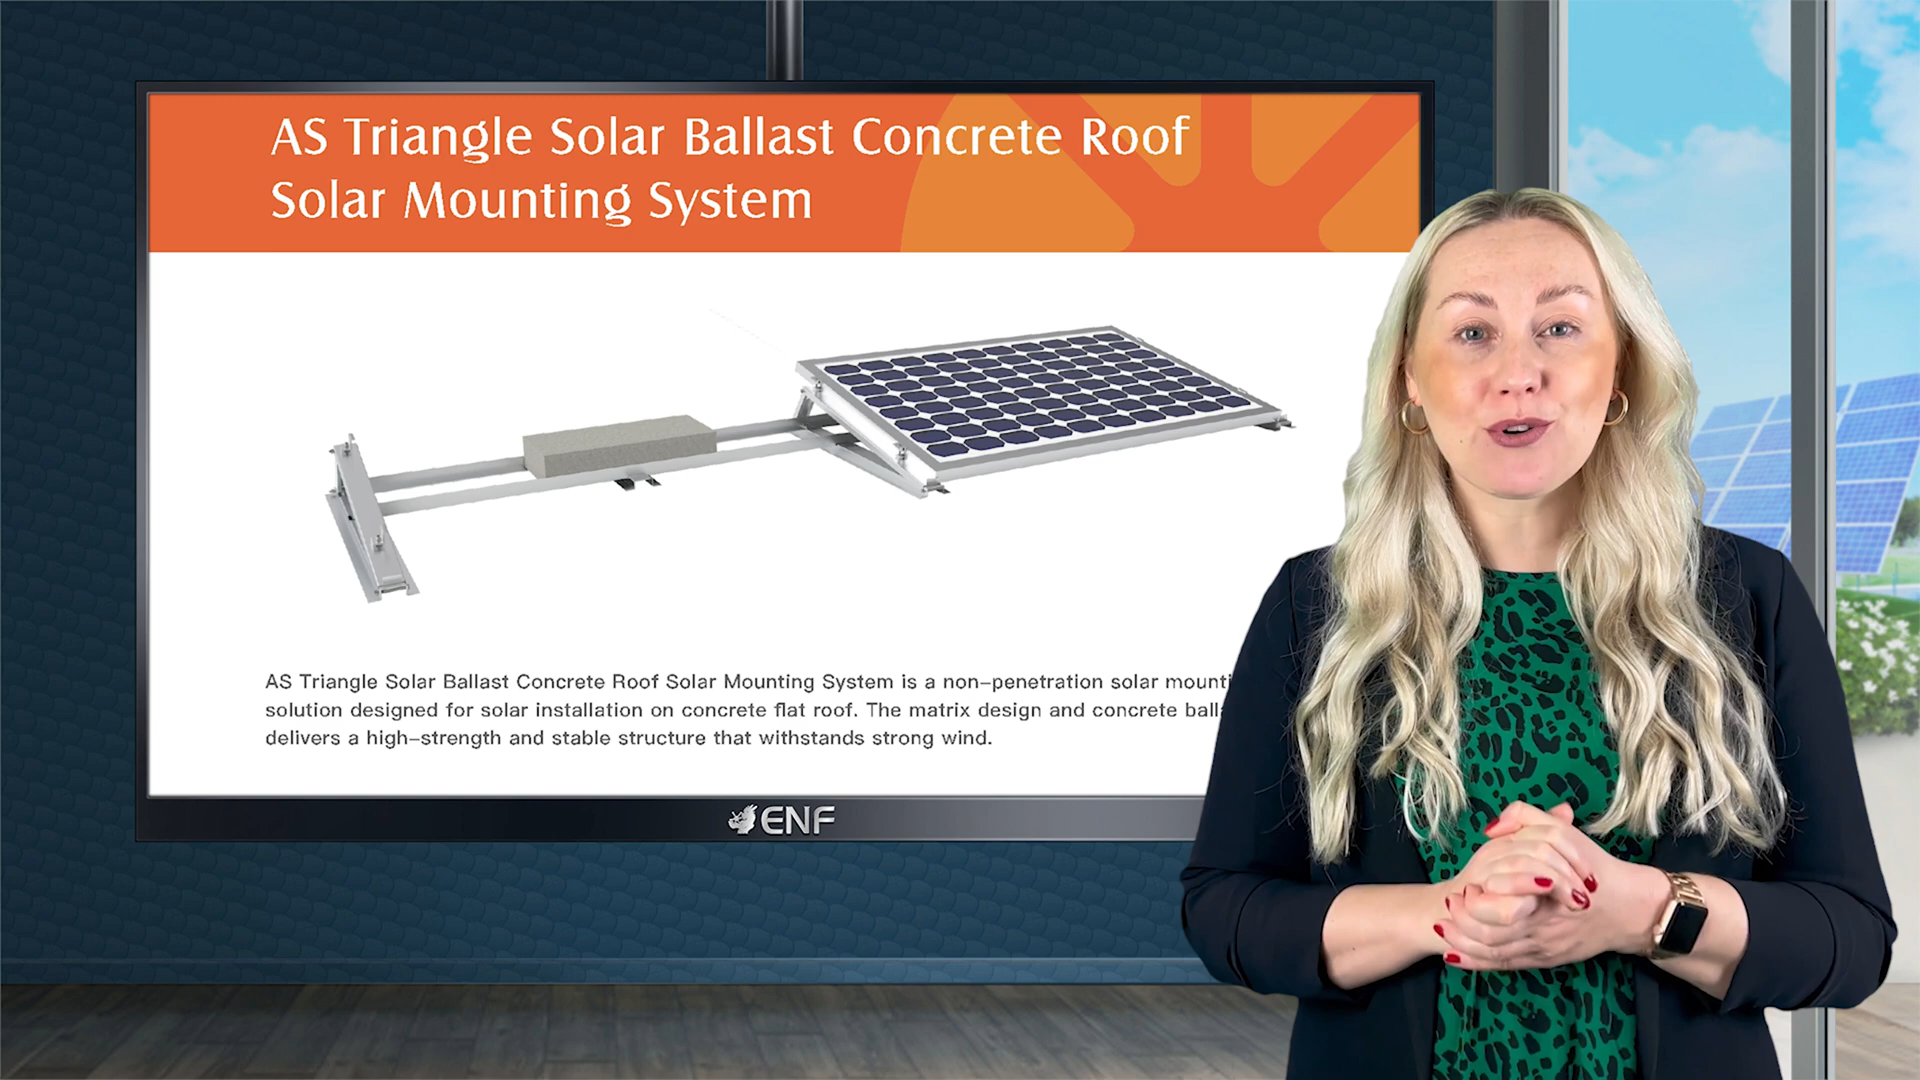 AS Triangle Solar Ballast Concrete Roof
Solar Mounting System
AS Triangle Solar Ballast Concrete Roof Solar Mounting System is a non–penetration solar mounti
solution designed for solar installation on concrete flat roof. The matrix design and concrete balla
delivers a high–strength and stable structure that withstands strong wind.
ENF